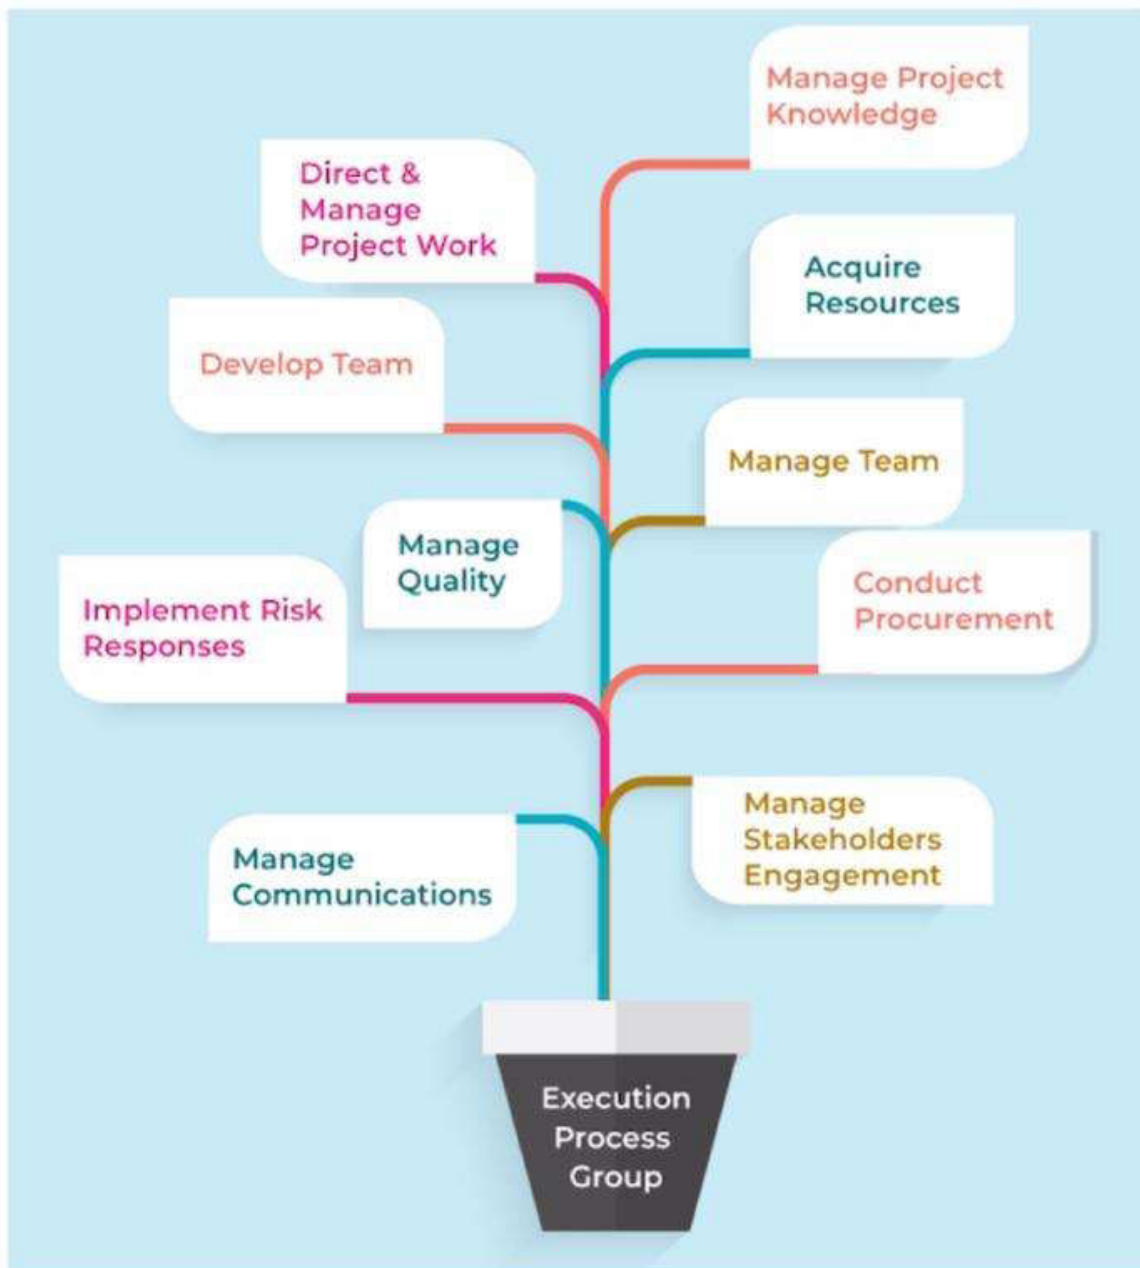 Manage Project
Knowledge
Direct &
Manage
Project Work
Acquire
Resources
Develop Team
Manage Team
Manage
Quality
Conduct
Procurement
Implement Risk
Responses
Manage
Stakeholders
Engagement
Manage
Communications
Execution
Process
Group